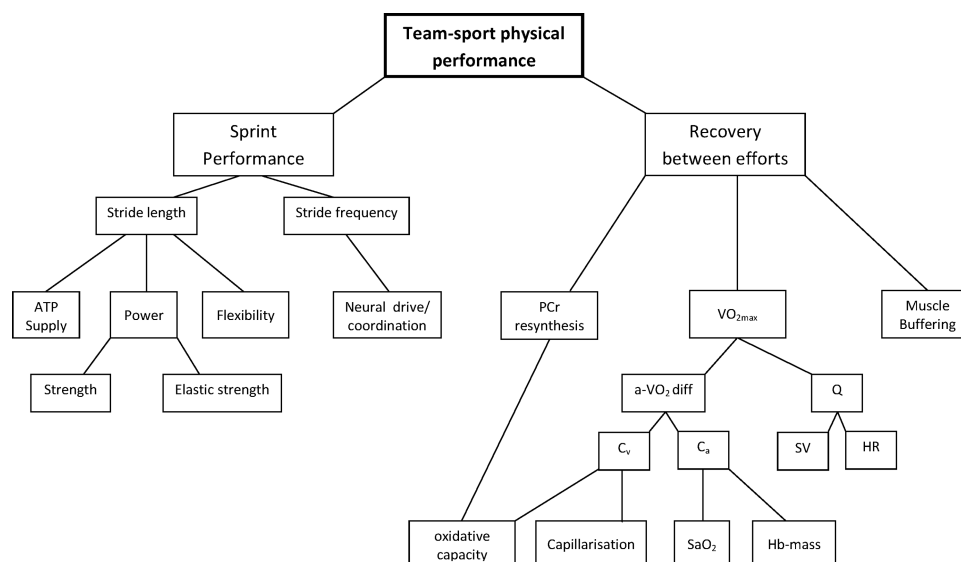 Team-sport physical
performance
Sprint
Performance
Recovery
between efforts
Stride length
Stride frequency
ATP
Supply
Power
Flexibility
Neural drive/
coordination
PCr
resynthesis
VO2max
Muscle
Buffering
Strength
Elastic strength
a-VO2 diff
Q
Cv
Ca
SV
HR
oxidative
capacity
Capillarisation
SaO2
Hb-mass